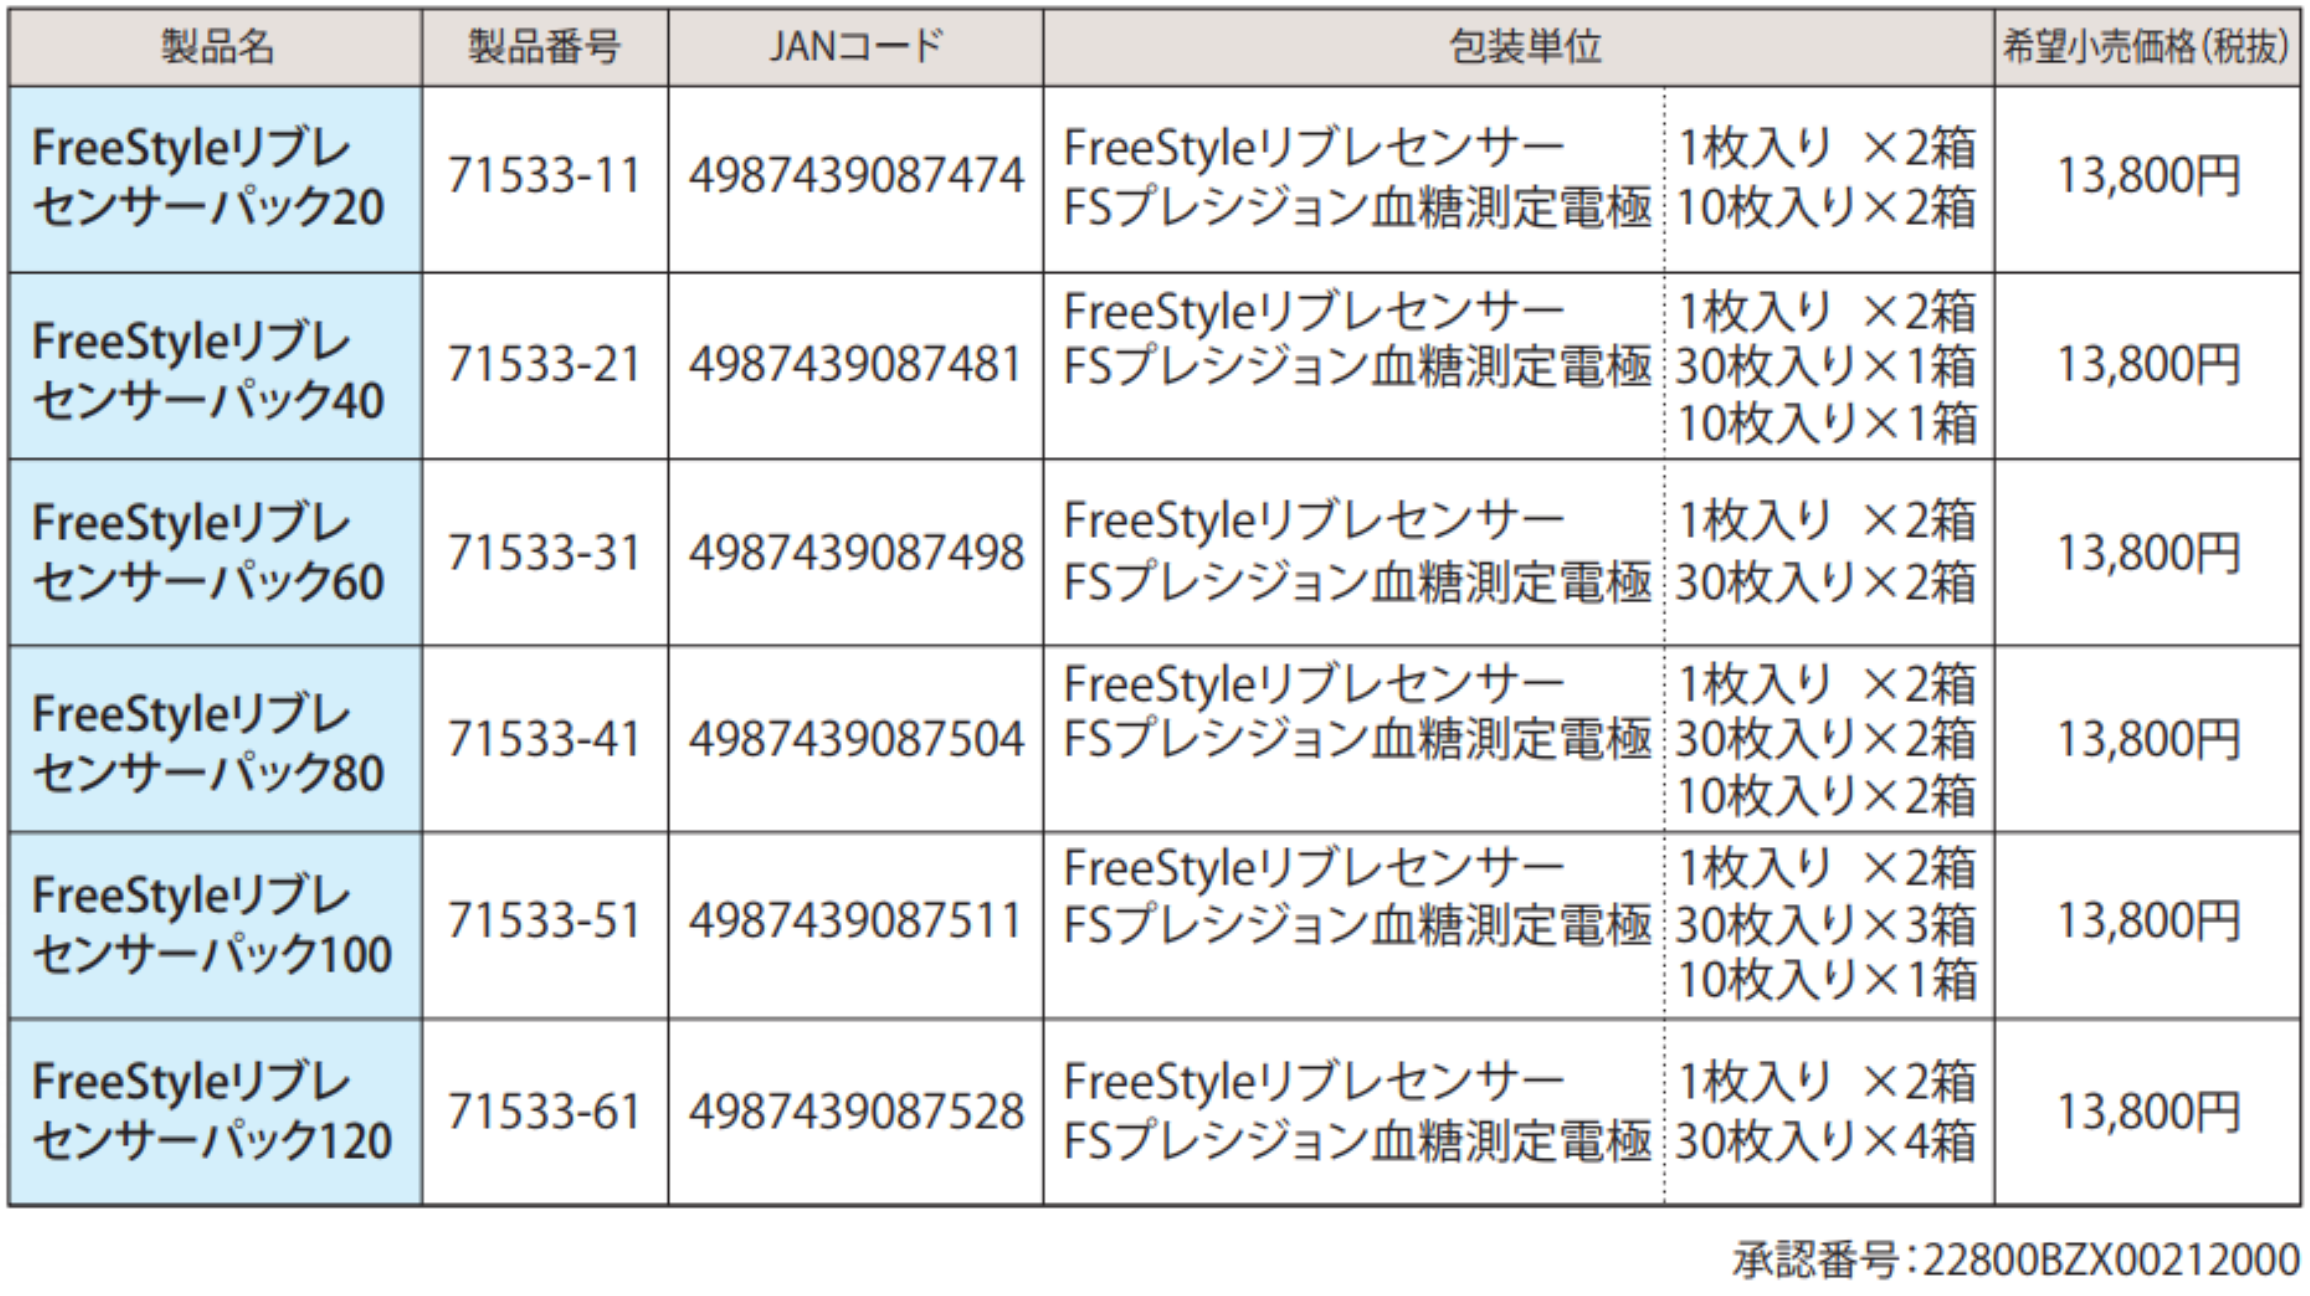 製品名 製品番号 JANコード 包装単位 希望小売価格(税抜)
FreeStyleリブレ
センサーパック20
71533-11
4987439087474
FreeStyleリブレセンサー 1枚入り ×2箱
FSプレシジョン血糖測定電極 10枚入り×2箱
13,800円
FreeStyleリブレ
センサーパック40
71533-21
4987439087481
FreeStyleリブレセンサー 1枚入り ×2箱
FSプレシジョン血糖測定電極 30枚入り×1箱
10枚入り×1箱
13,800円
FreeStyleリブレ
センサーパック60
71533-31
4987439087498
FreeStyleリブレセンサー 1枚入り ×2箱
FSプレシジョン血糖測定電極 30枚入り×2箱
13,800円
FreeStyleリブレ
センサーパック80
71533-41
4987439087504
FreeStyleリブレセンサー 1枚入り ×2箱
FSプレシジョン血糖測定電極 30枚入り×2箱
10枚入り×2箱
13,800円
FreeStyleリブレ
センサーパック100
71533-51
4987439087511
FreeStyleリブレセンサー 1枚入り ×2箱
FSプレシジョン血糖測定電極 30枚入り×3箱
10枚入り×1箱
13,800円
FreeStyleリブレ
センサーパック120
71533-61
4987439087528
FreeStyleリブレセンサー 1枚入り ×2箱
FSプレシジョン血糖測定電極 30枚入り×4箱
13,800円
承認番号：22800BZX00212000